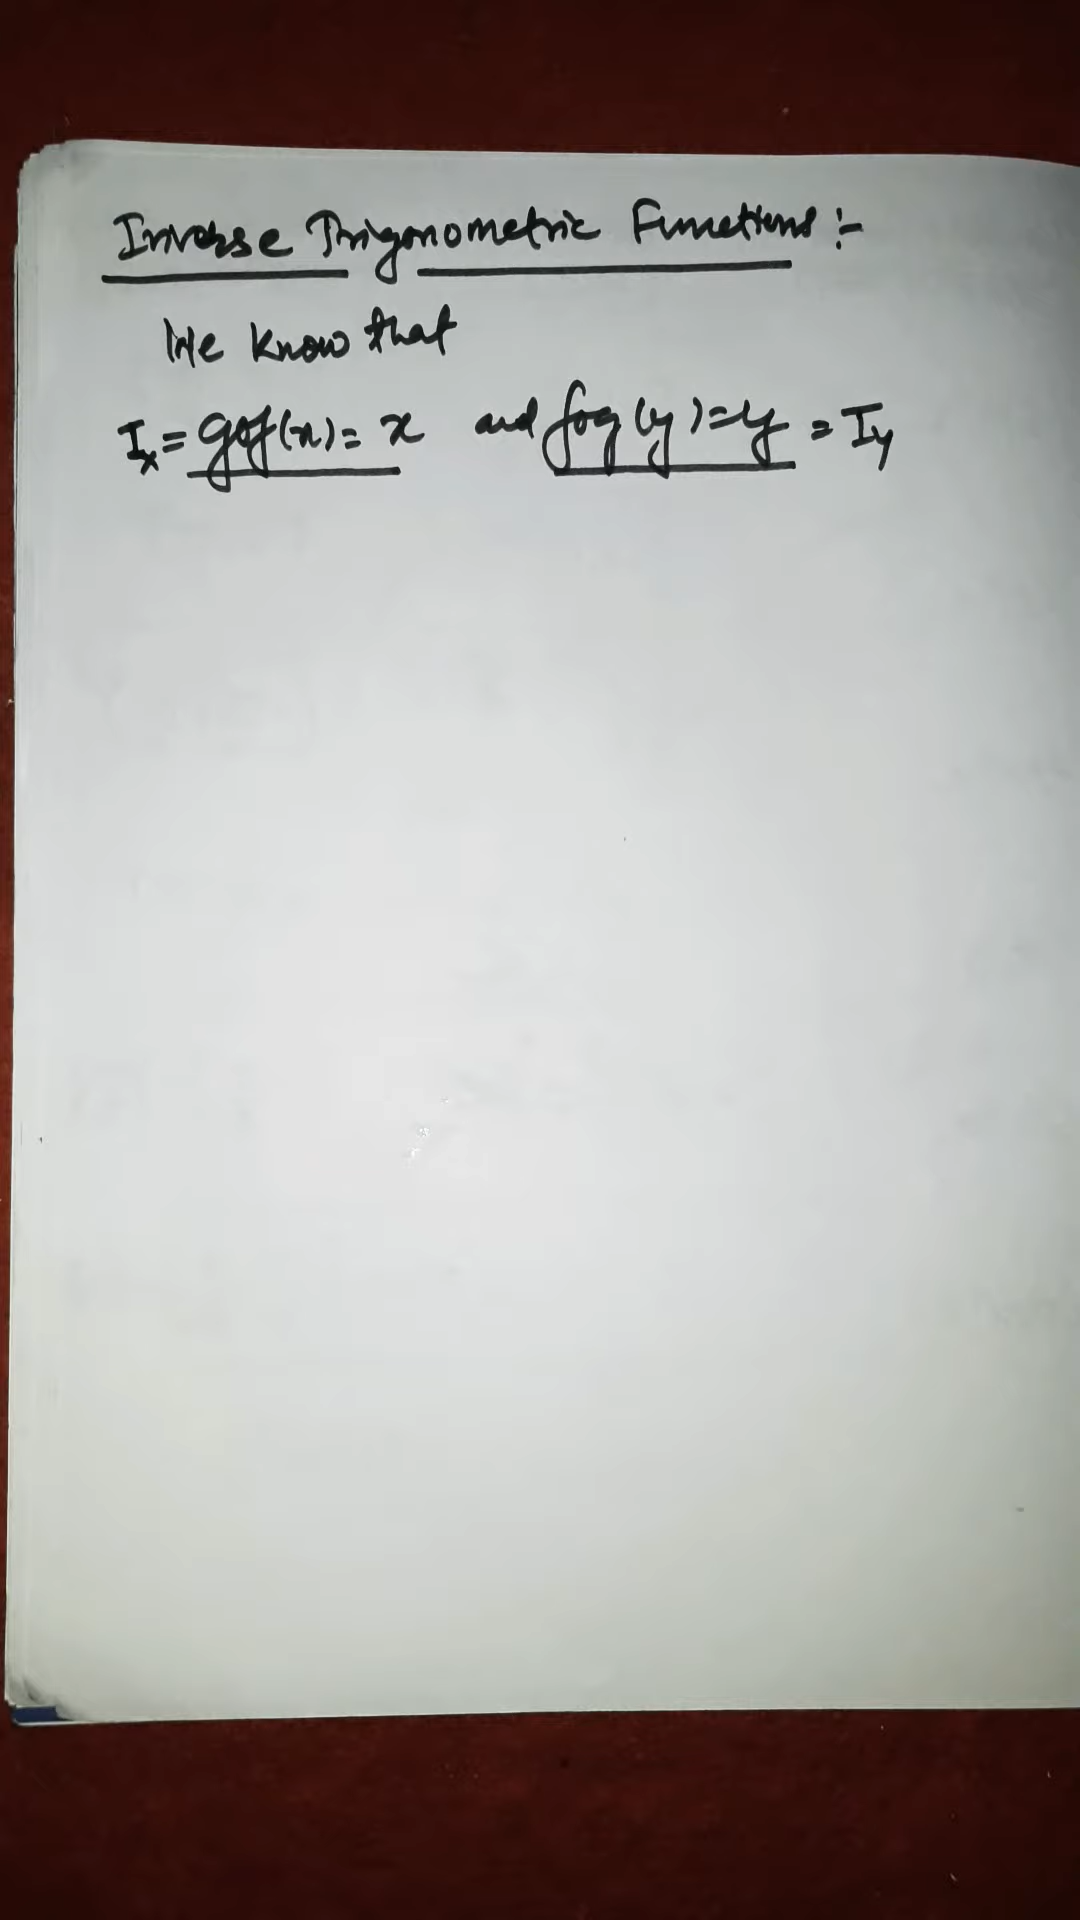 Inverse Trigonometric Functions :-
We know that
Iₓ = gof(x) = x and fog(y) = y = Iᵧ